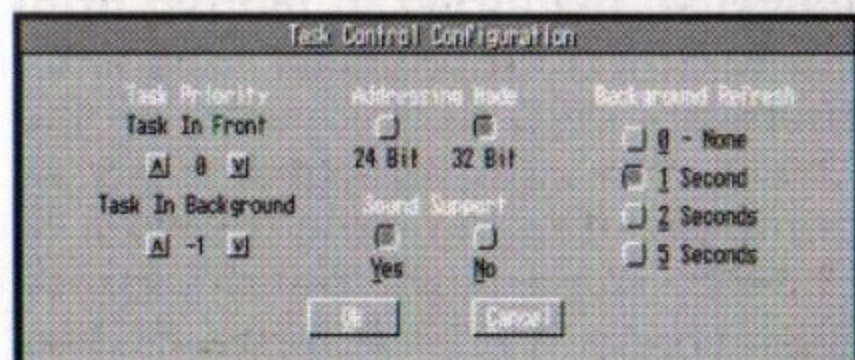 Task Control Configuration
Task Priority
Task In Front
0
Task In Background
-1
Addressing Mode
24 Bit 32 Bit
Sound Support
Yes No
Background Refresh
0 - None
1 Second
2 Seconds
5 Seconds
Ok Cancel